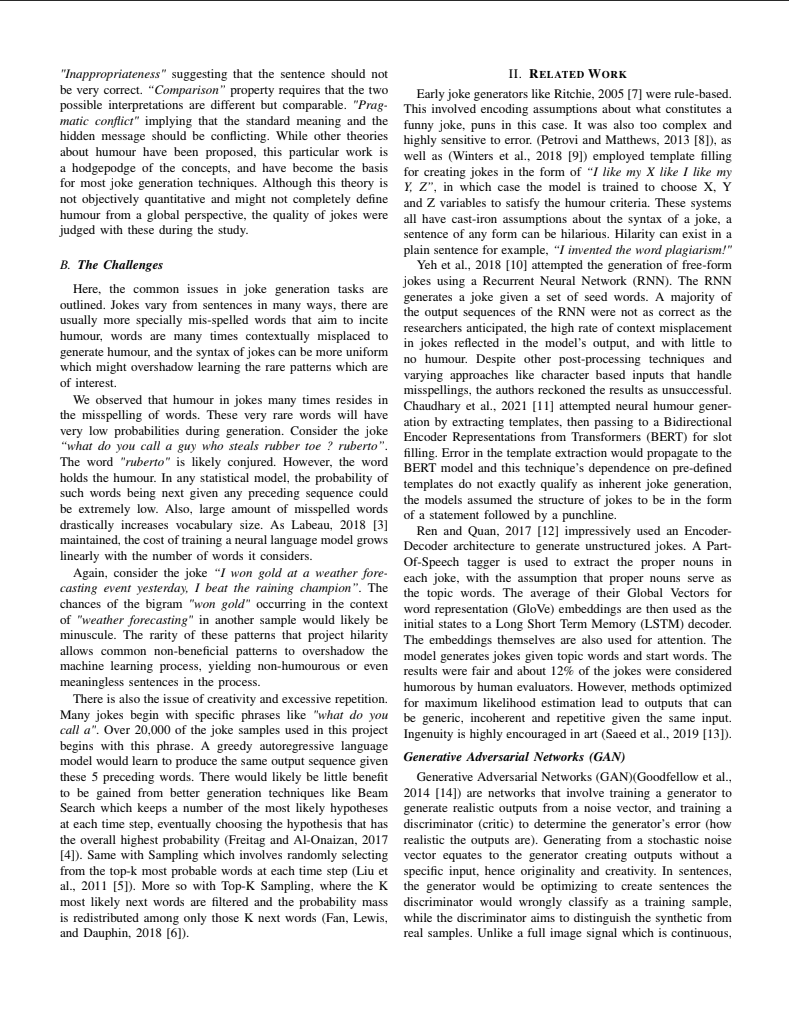 "Inappropriateness" suggesting that the sentence should not
be very correct. “Comparison” property requires that the two
possible interpretations are different but comparable. "Prag-
matic conflict" implying that the standard meaning and the
hidden message should be conflicting. While other theories
about humour have been proposed, this particular work is
a hodgepodge of the concepts, and have become the basis
for most joke generation techniques. Although this theory is
not objectively quantitative and might not completely define
humour from a global perspective, the quality of jokes were
judged with these during the study.
B. The Challenges
Here, the common issues in joke generation tasks are
outlined. Jokes vary from sentences in many ways, there are
usually more specially mis-spelled words that aim to incite
humour, words are many times contextually misplaced to
generate humour, and the syntax of jokes can be more uniform
which might overshadow learning the rare patterns which are
of interest.
We observed that humour in jokes many times resides in
the misspelling of words. These very rare words will have
very low probabilities during generation. Consider the joke
“what do you call a guy who steals rubber toe ? ruberto”.
The word "ruberto" is likely conjured. However, the word
holds the humour. In any statistical model, the probability of
such words being next given any preceding sequence could
be extremely low. Also, large amount of misspelled words
drastically increases vocabulary size. As Labeau, 2018 [3]
maintained, the cost of training a neural language model grows
linearly with the number of words it considers.
Again, consider the joke “I won gold at a weather fore-
casting event yesterday, I beat the raining champion”. The
chances of the bigram "won gold" occurring in the context
of "weather forecasting" in another sample would likely be
minuscule. The rarity of these patterns that project hilarity
allows common non-beneficial patterns to overshadow the
machine learning process, yielding non-humourous or even
meaningless sentences in the process.
There is also the issue of creativity and excessive repetition.
Many jokes begin with specific phrases like "what do you
call a". Over 20,000 of the joke samples used in this project
begins with this phrase. A greedy autoregressive language
model would learn to produce the same output sequence given
these 5 preceding words. There would likely be little benefit
to be gained from better generation techniques like Beam
Search which keeps a number of the most likely hypotheses
at each time step, eventually choosing the hypothesis that has
the overall highest probability (Freitag and Al-Onaizan, 2017
[4]). Same with Sampling which involves randomly selecting
from the top-k most probable words at each time step (Liu et
al., 2011 [5]). More so with Top-K Sampling, where the K
most likely next words are filtered and the probability mass
is redistributed among only those K next words (Fan, Lewis,
and Dauphin, 2018 [6]).
II. RELATED WORK
Early joke generators like Ritchie, 2005 [7] were rule-based.
This involved encoding assumptions about what constitutes a
funny joke, puns in this case. It was also too complex and
highly sensitive to error. (Petrovi and Matthews, 2013 [8]), as
well as (Winters et al., 2018 [9]) employed template filling
for creating jokes in the form of “I like my X like I like my
Y, Z”, in which case the model is trained to choose X, Y
and Z variables to satisfy the humour criteria. These systems
all have cast-iron assumptions about the syntax of a joke, a
sentence of any form can be hilarious. Hilarity can exist in a
plain sentence for example, “I invented the word plagiarism!"
Yeh et al., 2018 [10] attempted the generation of free-form
jokes using a Recurrent Neural Network (RNN). The RNN
generates a joke given a set of seed words. A majority of
the output sequences of the RNN were not as correct as the
researchers anticipated, the high rate of context misplacement
in jokes reflected in the model's output, and with little to
no humour. Despite other post-processing techniques and
varying approaches like character based inputs that handle
misspellings, the authors reckoned the results as unsuccessful.
Chaudhary et al., 2021 [11] attempted neural humour gener-
ation by extracting templates, then passing to a Bidirectional
Encoder Representations from Transformers (BERT) for slot
filling. Error in the template extraction would propagate to the
BERT model and this technique's dependence on pre-defined
templates do not exactly qualify as inherent joke generation,
the models assumed the structure of jokes to be in the form
of a statement followed by a punchline.
Ren and Quan, 2017 [12] impressively used an Encoder-
Decoder architecture to generate unstructured jokes. A Part-
Of-Speech tagger is used to extract the proper nouns in
each joke, with the assumption that proper nouns serve as
the topic words. The average of their Global Vectors for
word representation (GloVe) embeddings are then used as the
initial states to a Long Short Term Memory (LSTM) decoder.
The embeddings themselves are also used for attention. The
model generates jokes given topic words and start words. The
results were fair and about 12% of the jokes were considered
humorous by human evaluators. However, methods optimized
for maximum likelihood estimation lead to outputs that can
be generic, incoherent and repetitive given the same input.
Ingenuity is highly encouraged in art (Saeed et al., 2019 [13]).
Generative Adversarial Networks (GAN)
Generative Adversarial Networks (GAN)(Goodfellow et al.,
2014 [14]) are networks that involve training a generator to
generate realistic outputs from a noise vector, and training a
discriminator (critic) to determine the generator's error (how
realistic the outputs are). Generating from a stochastic noise
vector equates to the generator creating outputs without a
specific input, hence originality and creativity. In sentences,
the generator would be optimizing to create sentences the
discriminator would wrongly classify as a training sample,
while the discriminator aims to distinguish the synthetic from
real samples. Unlike a full image signal which is continuous,